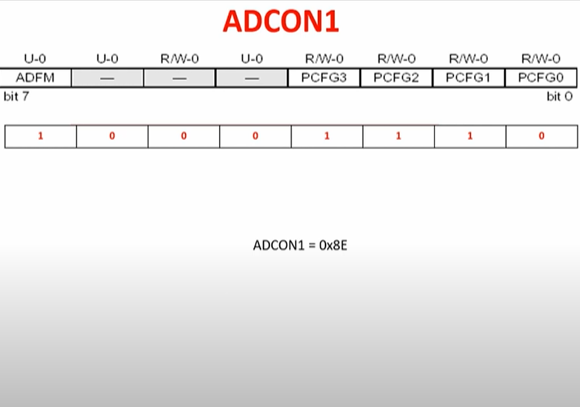 ADCON1
U-0 U-0 R/W-0 U-0 R/W-0 R/W-0 R/W-0 R/W-0
ADFM — — — PCFG3 PCFG2 PCFG1 PCFG0
bit 7 bit 0
1 0 0 0 1 1 1 0
ADCON1 = 0x8E